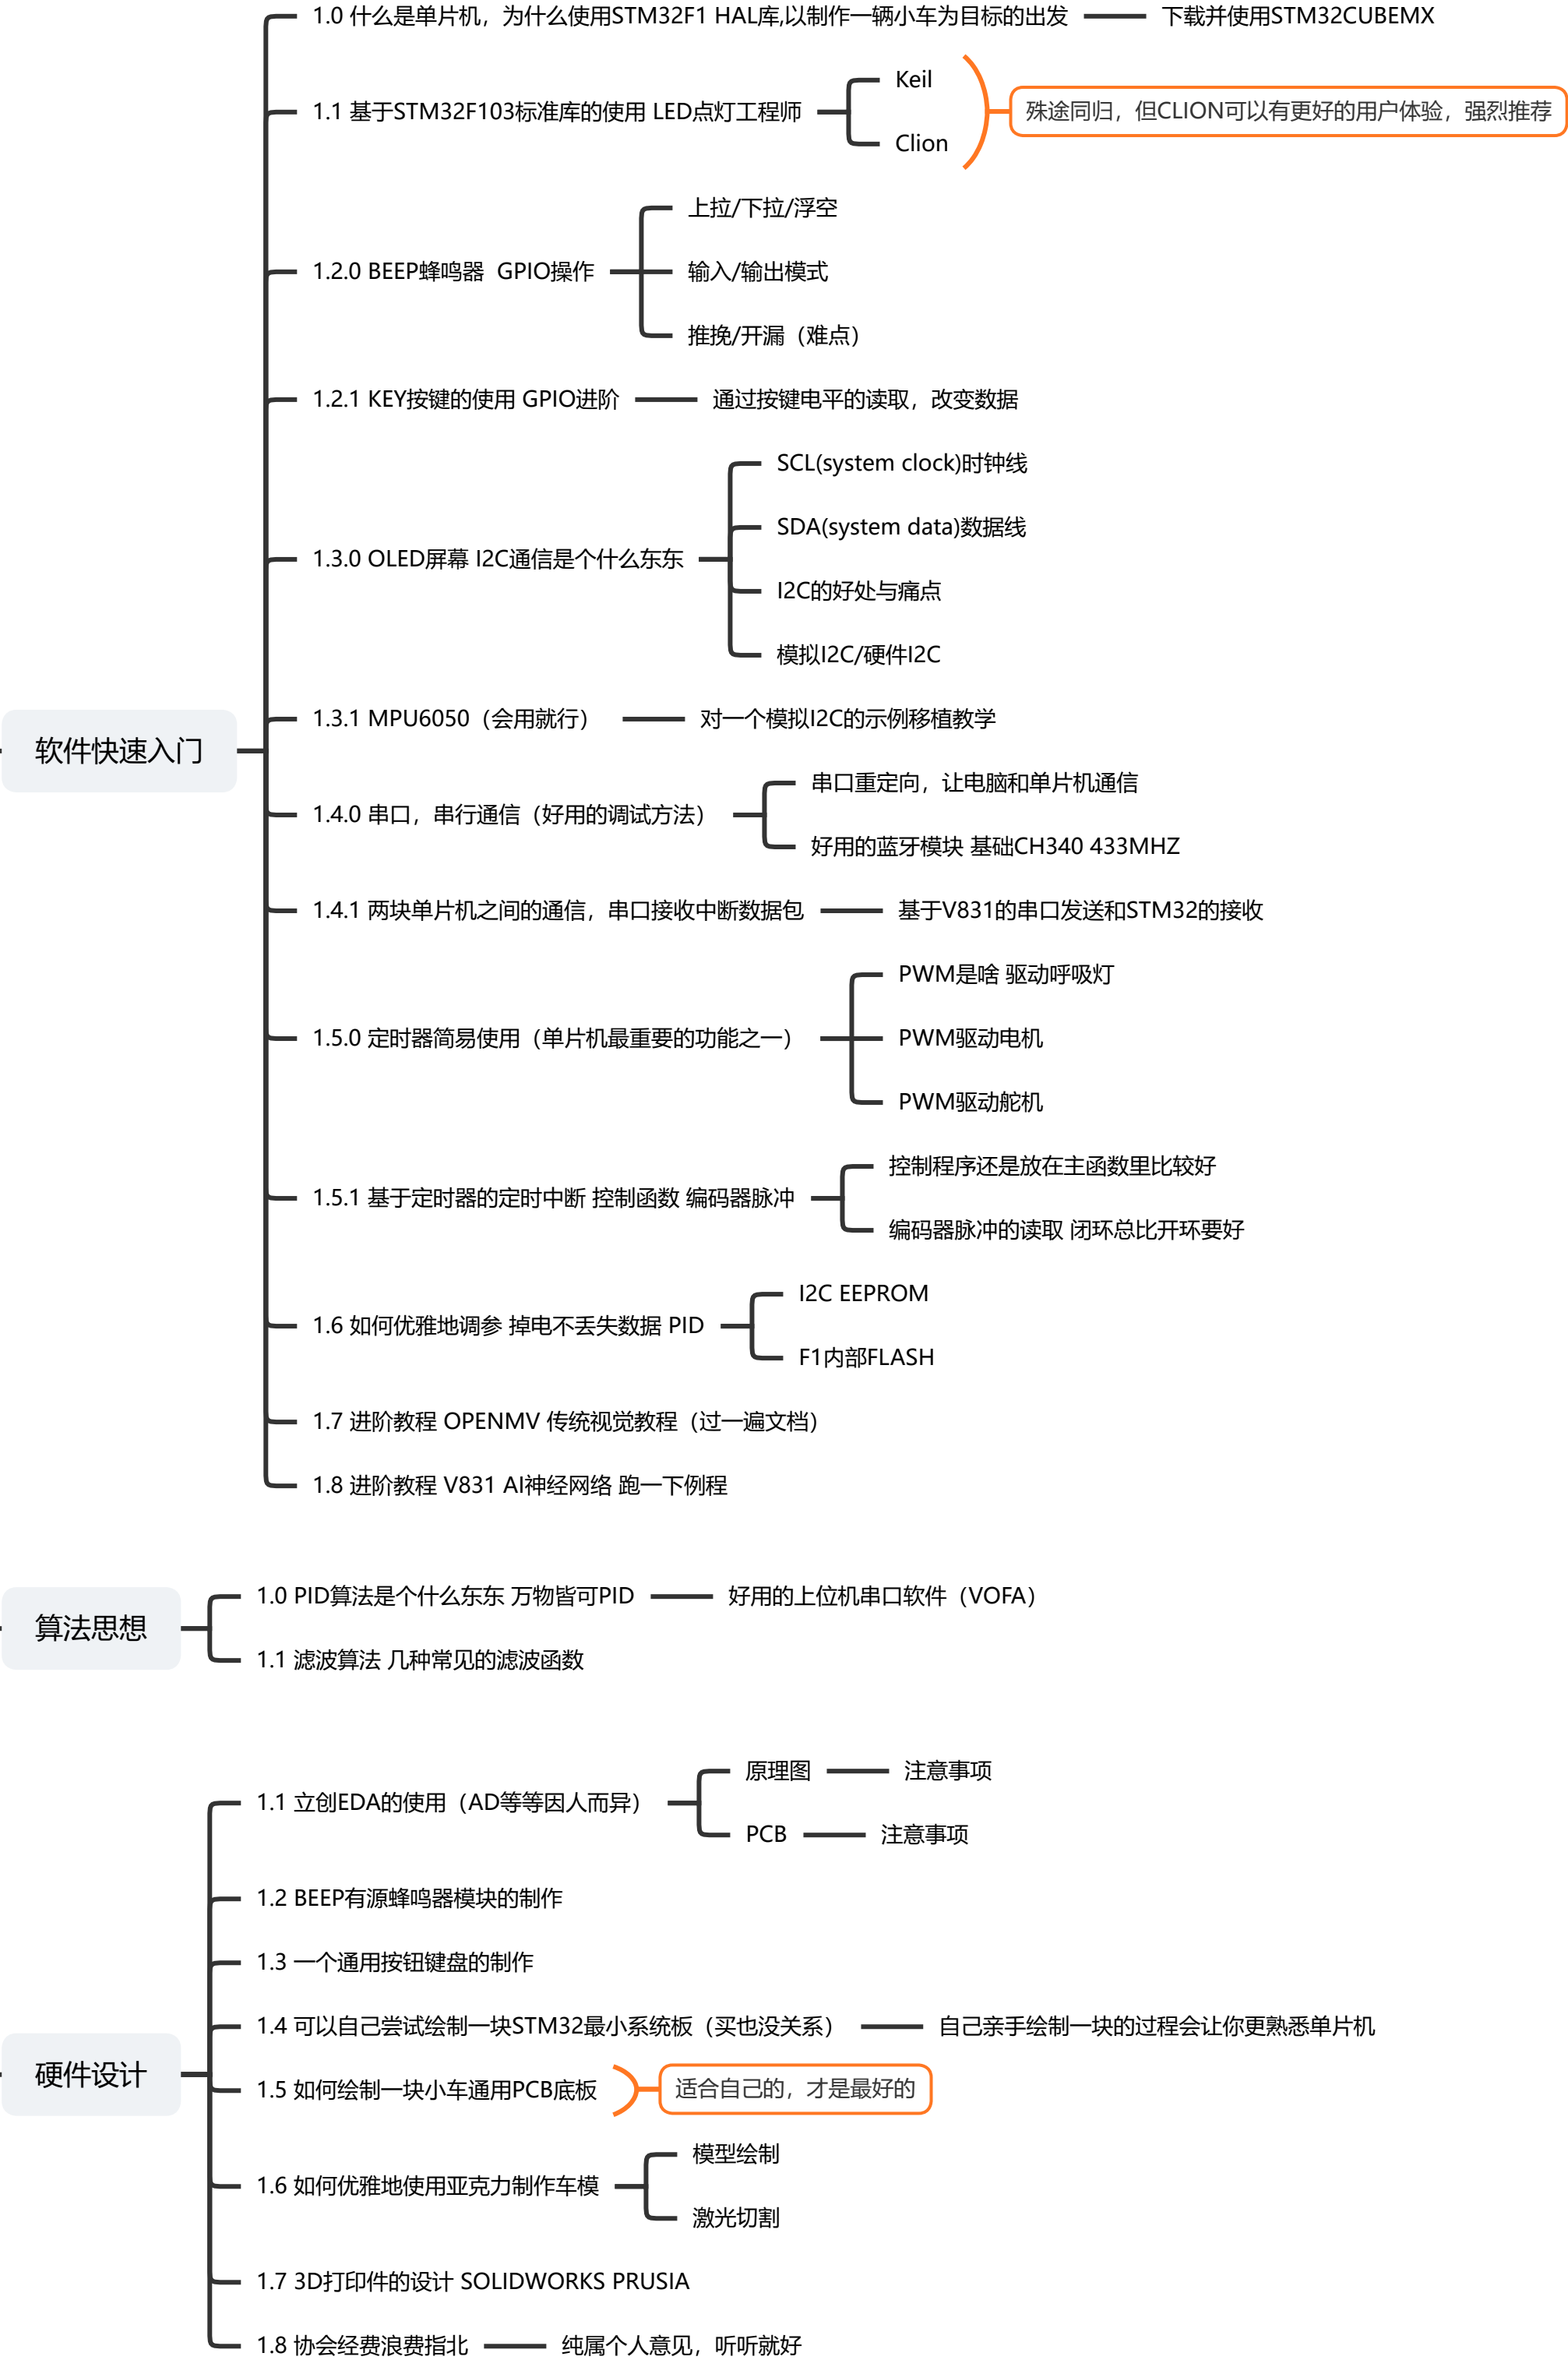 1.0 什么是单片机，为什么使用STM32F1 HAL库,以制作一辆小车为目标的出发
下载并使用STM32CUBEMX
1.1 基于STM32F103标准库的使用 LED点灯工程师
Keil
Clion
殊途同归，但CLION可以有更好的用户体验，强烈推荐
1.2.0 BEEP蜂鸣器 GPIO操作
上拉/下拉/浮空
输入/输出模式
推挽/开漏（难点）
1.2.1 KEY按键的使用 GPIO进阶
通过按键电平的读取，改变数据
1.3.0 OLED屏幕 I2C通信是个什么东东
SCL(system clock)时钟线
SDA(system data)数据线
I2C的好处与痛点
模拟I2C/硬件I2C
软件快速入门
1.3.1 MPU6050（会用就行）
对一个模拟I2C的示例移植教学
1.4.0 串口，串行通信（好用的调试方法）
串口重定向，让电脑和单片机通信
好用的蓝牙模块 基础CH340 433MHZ
1.4.1 两块单片机之间的通信，串口接收中断数据包
基于V831的串口发送和STM32的接收
1.5.0 定时器简易使用（单片机最重要的功能之一）
PWM是啥 驱动呼吸灯
PWM驱动电机
PWM驱动舵机
1.5.1 基于定时器的定时中断 控制函数 编码器脉冲
控制程序还是放在主函数里比较好
编码器脉冲的读取 闭环总比开环要好
1.6 如何优雅地调参 掉电不丢失数据 PID
I2C EEPROM
F1内部FLASH
1.7 进阶教程 OPENMV 传统视觉教程（过一遍文档）
1.8 进阶教程 V831 AI神经网络 跑一下例程
算法思想
1.0 PID算法是个什么东东 万物皆可PID
好用的上位机串口软件（VOFA）
1.1 滤波算法 几种常见的滤波函数
硬件设计
1.1 立创EDA的使用（AD等等因人而异）
原理图
注意事项
PCB
注意事项
1.2 BEEP有源蜂鸣器模块的制作
1.3 一个通用按钮键盘的制作
1.4 可以自己尝试绘制一块STM32最小系统板（买也没关系）
自己亲手绘制一块的过程会让你更熟悉单片机
1.5 如何绘制一块小车通用PCB底板
适合自己的，才是最好的
1.6 如何优雅地使用亚克力制作车模
模型绘制
激光切割
1.7 3D打印件的设计 SOLIDWORKS PRUSIA
1.8 协会经费浪费指北
纯属个人意见，听听就好